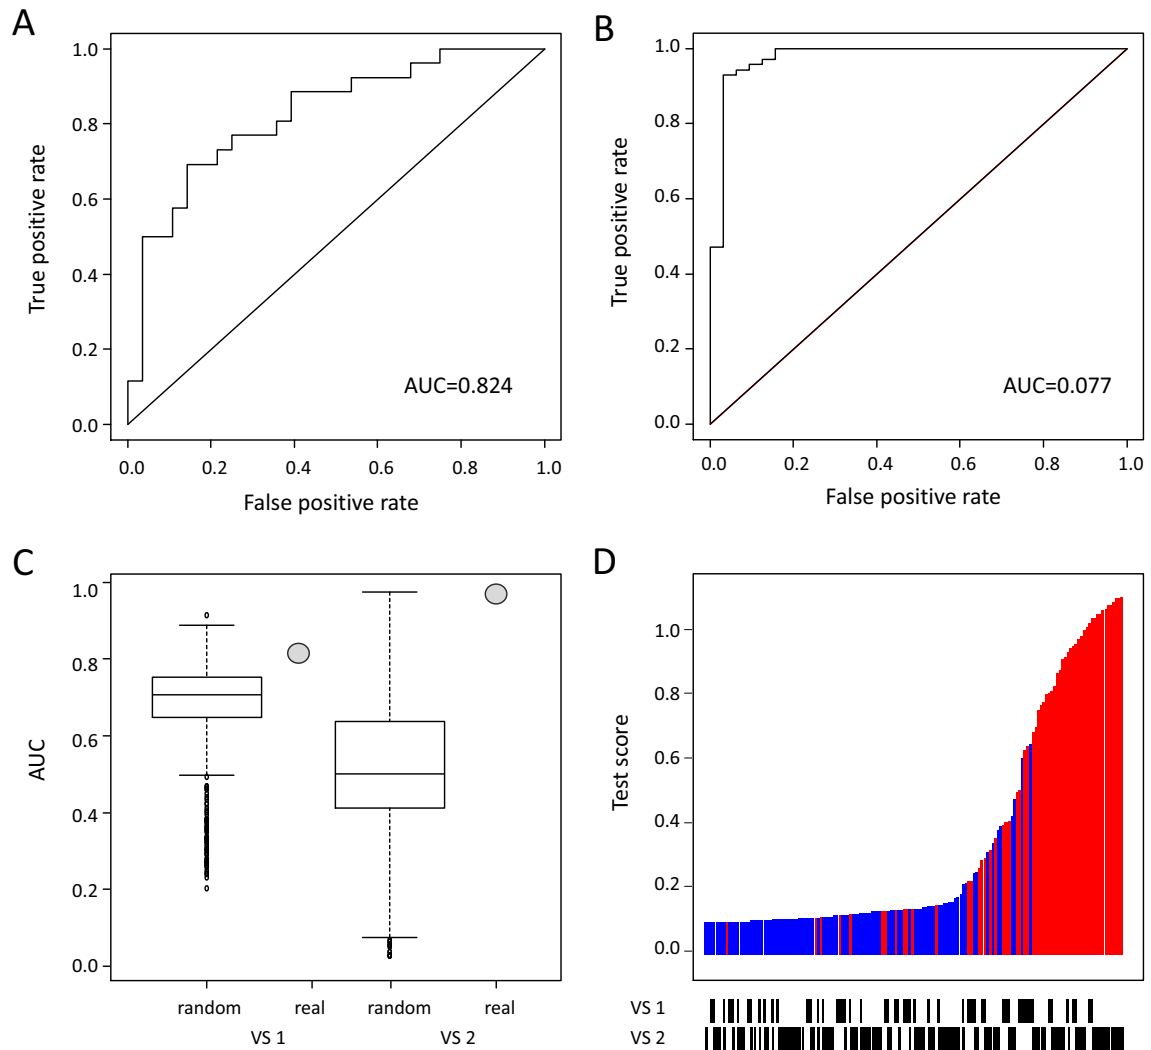 A
True positive rate
1.0
0.8
0.6
0.4
0.2
0.0
AUC=0.824
0.0 0.2 0.4 0.6 0.8 1.0
False positive rate
B
True positive rate
1.0
0.8
0.6
0.4
0.2
0.0
AUC=0.077
0.0 0.2 0.4 0.6 0.8 1.0
False positive rate
C
AUC
1.0
0.8
0.6
0.4
0.2
0.0
random real random real
VS 1 VS 2
D
Test score
1.0
0.8
0.6
0.4
0.2
0.0
VS 1
VS 2